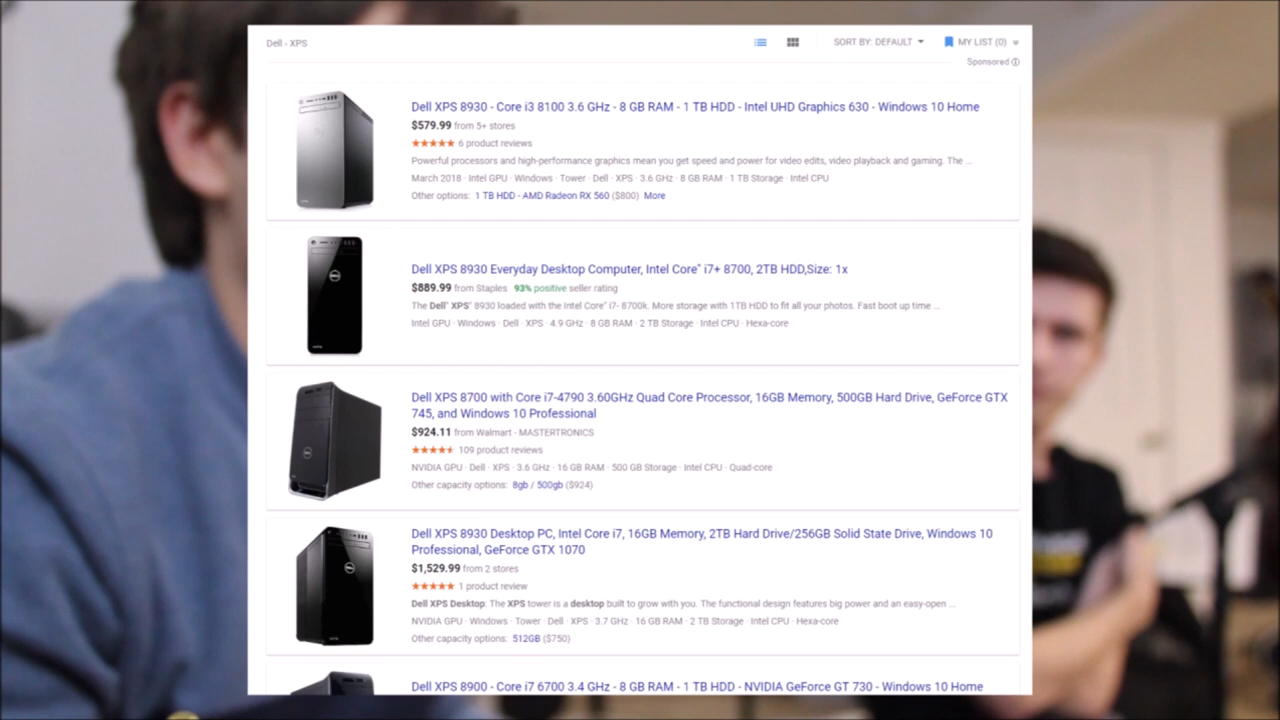 Dell - XPS
SORT BY: DEFAULT
MY LIST (0)
Sponsored
Dell XPS 8930 - Core i3 8100 3.6 GHz - 8 GB RAM - 1 TB HDD - Intel UHD Graphics 630 - Windows 10 Home
$579.99 from 5+ stores
6 product reviews
Powerful processors and high-performance graphics mean you get speed and power for video edits, video playback and gaming. The ...
March 2018 · Intel GPU · Windows · Tower · Dell · XPS · 3.6 GHz · 8 GB RAM · 1 TB Storage · Intel CPU
Other options: 1 TB HDD - AMD Radeon RX 560 ($800) More
Dell XPS 8930 Everyday Desktop Computer, Intel Core" i7+ 8700, 2TB HDD,Size: 1x
$889.99 from Staples 93% positive seller rating
The Dell" XPS" 8930 loaded with the Intel Core" i7- 8700k. More storage with 1TB HDD to fit all your photos. Fast boot up time ...
Intel GPU · Windows · Dell · XPS · 4.9 GHz · 8 GB RAM · 2 TB Storage · Intel CPU · Hexa-core
Dell XPS 8700 with Core i7-4790 3.60GHz Quad Core Processor, 16GB Memory, 500GB Hard Drive, GeForce GTX
745, and Windows 10 Professional
$924.11 from Walmart - MASTERTRONICS
109 product reviews
NVIDIA GPU · Dell · XPS · 3.6 GHz · 16 GB RAM · 500 GB Storage · Intel CPU · Quad-core
Other capacity options: 8gb / 500gb ($924)
Dell XPS 8930 Desktop PC, Intel Core i7, 16GB Memory, 2TB Hard Drive/256GB Solid State Drive, Windows 10
Professional, GeForce GTX 1070
$1,529.99 from 2 stores
1 product review
Dell XPS Desktop: The XPS tower is a desktop built to grow with you. The functional design features big power and an easy-open ...
NVIDIA GPU · Windows · Tower · Dell · XPS · 3.7 GHz · 16 GB RAM · 2 TB Storage · Intel CPU · Hexa-core
Other capacity options: 512GB ($750)
Dell XPS 8900 - Core i7 6700 3.4 GHz - 8 GB RAM - 1 TB HDD - NVIDIA GeForce GT 730 - Windows 10 Home